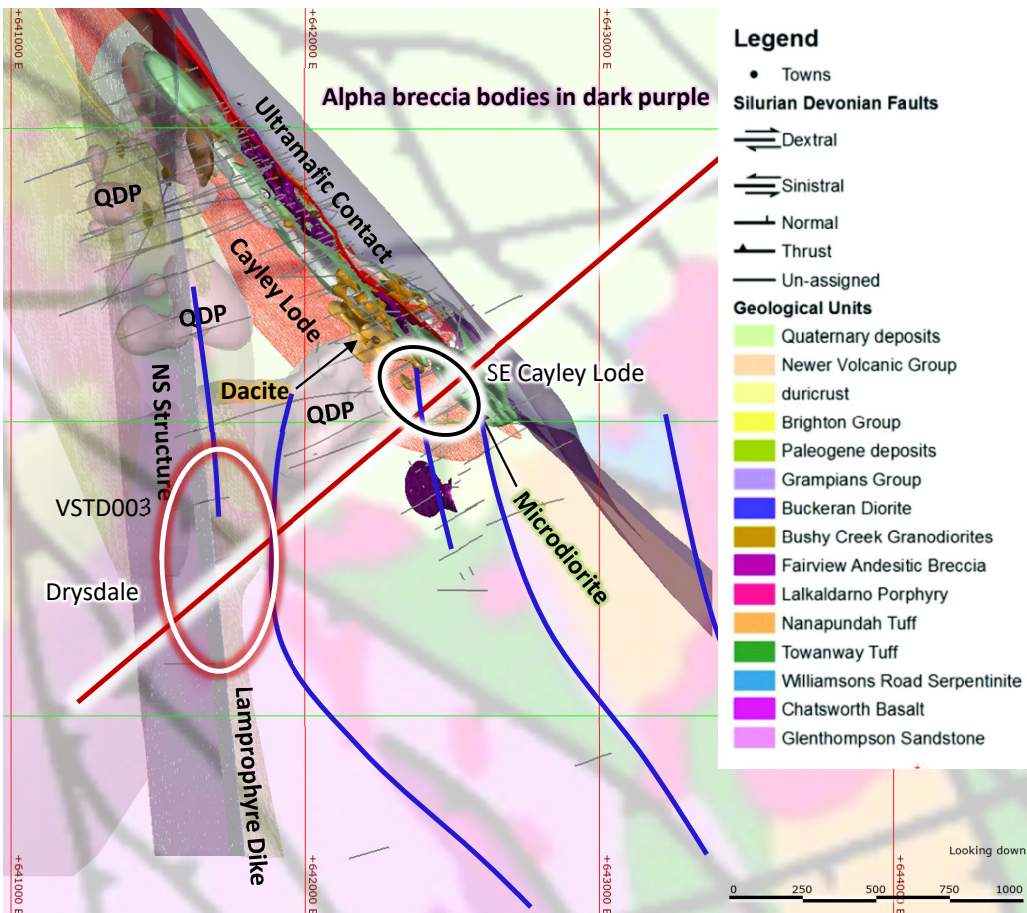 +641000 E
+642000 E
+643000 E
Alpha breccia bodies in dark purple
Ultramafic Contact
QDP
Cayley Lode
QDP
NS Structure
Dacite
QDP
SE Cayley Lode
VSTD003
Microdiorite
Drysdale
Lamprophyre Dike
+641000 E
+642000 E
+643000 E
+644000 E
Legend
Towns
Silurian Devonian Faults
Dextral
Sinistral
Normal
Thrust
Un-assigned
Geological Units
Quaternary deposits
Newer Volcanic Group
duricrust
Brighton Group
Paleogene deposits
Grampians Group
Buckeran Diorite
Bushy Creek Granodiorites
Fairview Andesitic Breccia
Lalkaldarno Porphyry
Nanapundah Tuff
Towanway Tuff
Williamsons Road Serpentinite
Chatsworth Basalt
Glenthompson Sandstone
Looking down
0 250 500 750 1000